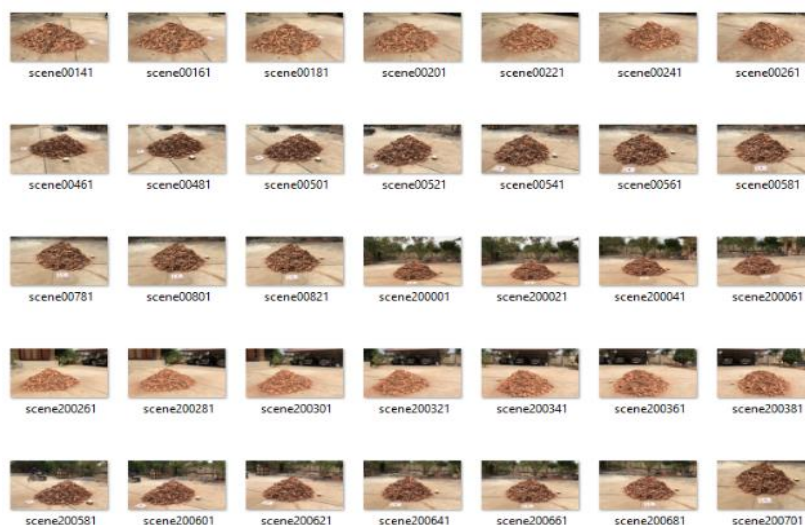 scene00141 scene00161 scene00181 scene00201 scene00221 scene00241 scene00261
scene00461 scene00481 scene00501 scene00521 scene00541 scene00561 scene00581
scene00781 scene00801 scene00821 scene200001 scene200021 scene200041 scene200061
scene200261 scene200281 scene200301 scene200321 scene200341 scene200361 scene200381
scene200581 scene200601 scene200621 scene200641 scene200661 scene200681 scene200701